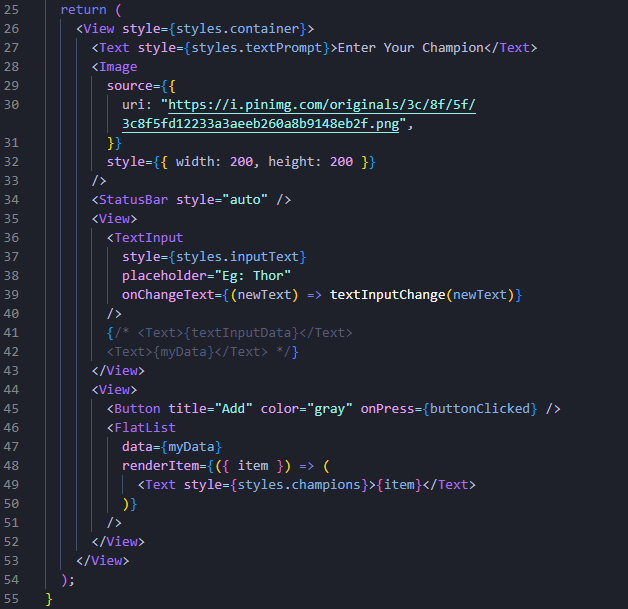 25 return (
26 <View style={styles.container}>
27 <Text style={styles.textPrompt}>Enter Your Champion</Text>
28 <Image
29 source={{
30 uri: "https://i.pinimg.com/originals/3c/8f/5f/
3c8f5fd12233a3aeeb260a8b9148eb2f.png",
31 }}
32 style={{ width: 200, height: 200 }}
33 />
34 <StatusBar style="auto" />
35 <View>
36 <TextInput
37 style={styles.inputText}
38 placeholder="Eg: Thor"
39 onChangeText={(newText) => textInputChange(newText)}
40 />
41 {/* <Text>{textInputData}</Text>
42 <Text>{myData}</Text> */}
43 </View>
44 <View>
45 <Button title="Add" color="gray" onPress={buttonClicked} />
46 <FlatList
47 data={myData}
48 renderItem={({ item }) => (
49 <Text style={styles.champions}>{item}</Text>
50 )}
51 />
52 </View>
53 </View>
54 );
55 }